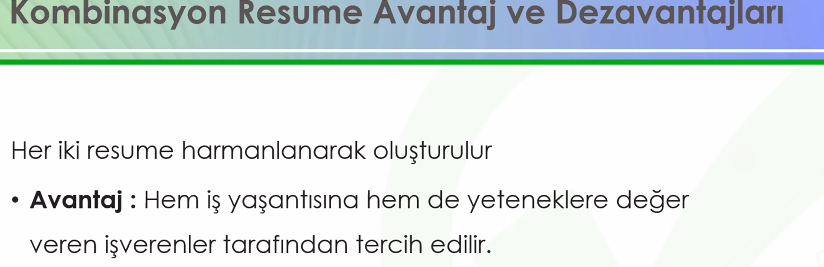 Kombinasyon Resume Avantaj ve Dezavantajları
Her iki resume harmanlanarak oluşturulur
• Avantaj : Hem iş yaşantısına hem de yeteneklere değer
veren işverenler tarafından tercih edilir.